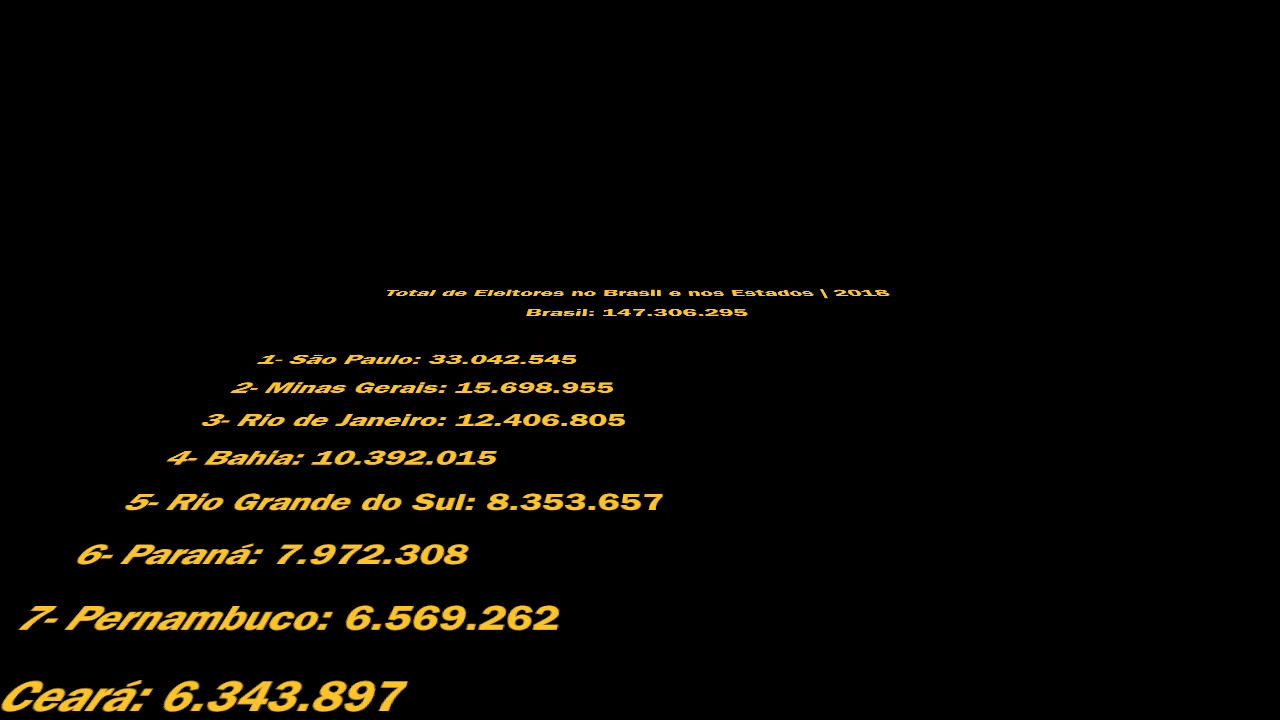 Total de Eleitores no Brasil e nos Estados | 2018
Brasil: 147.306.295
1- São Paulo: 33.042.545
2- Minas Gerais: 15.698.955
3- Rio de Janeiro: 12.406.805
4- Bahia: 10.392.015
5- Rio Grande do Sul: 8.353.657
6- Paraná: 7.972.308
7- Pernambuco: 6.569.262
Ceará: 6.343.897